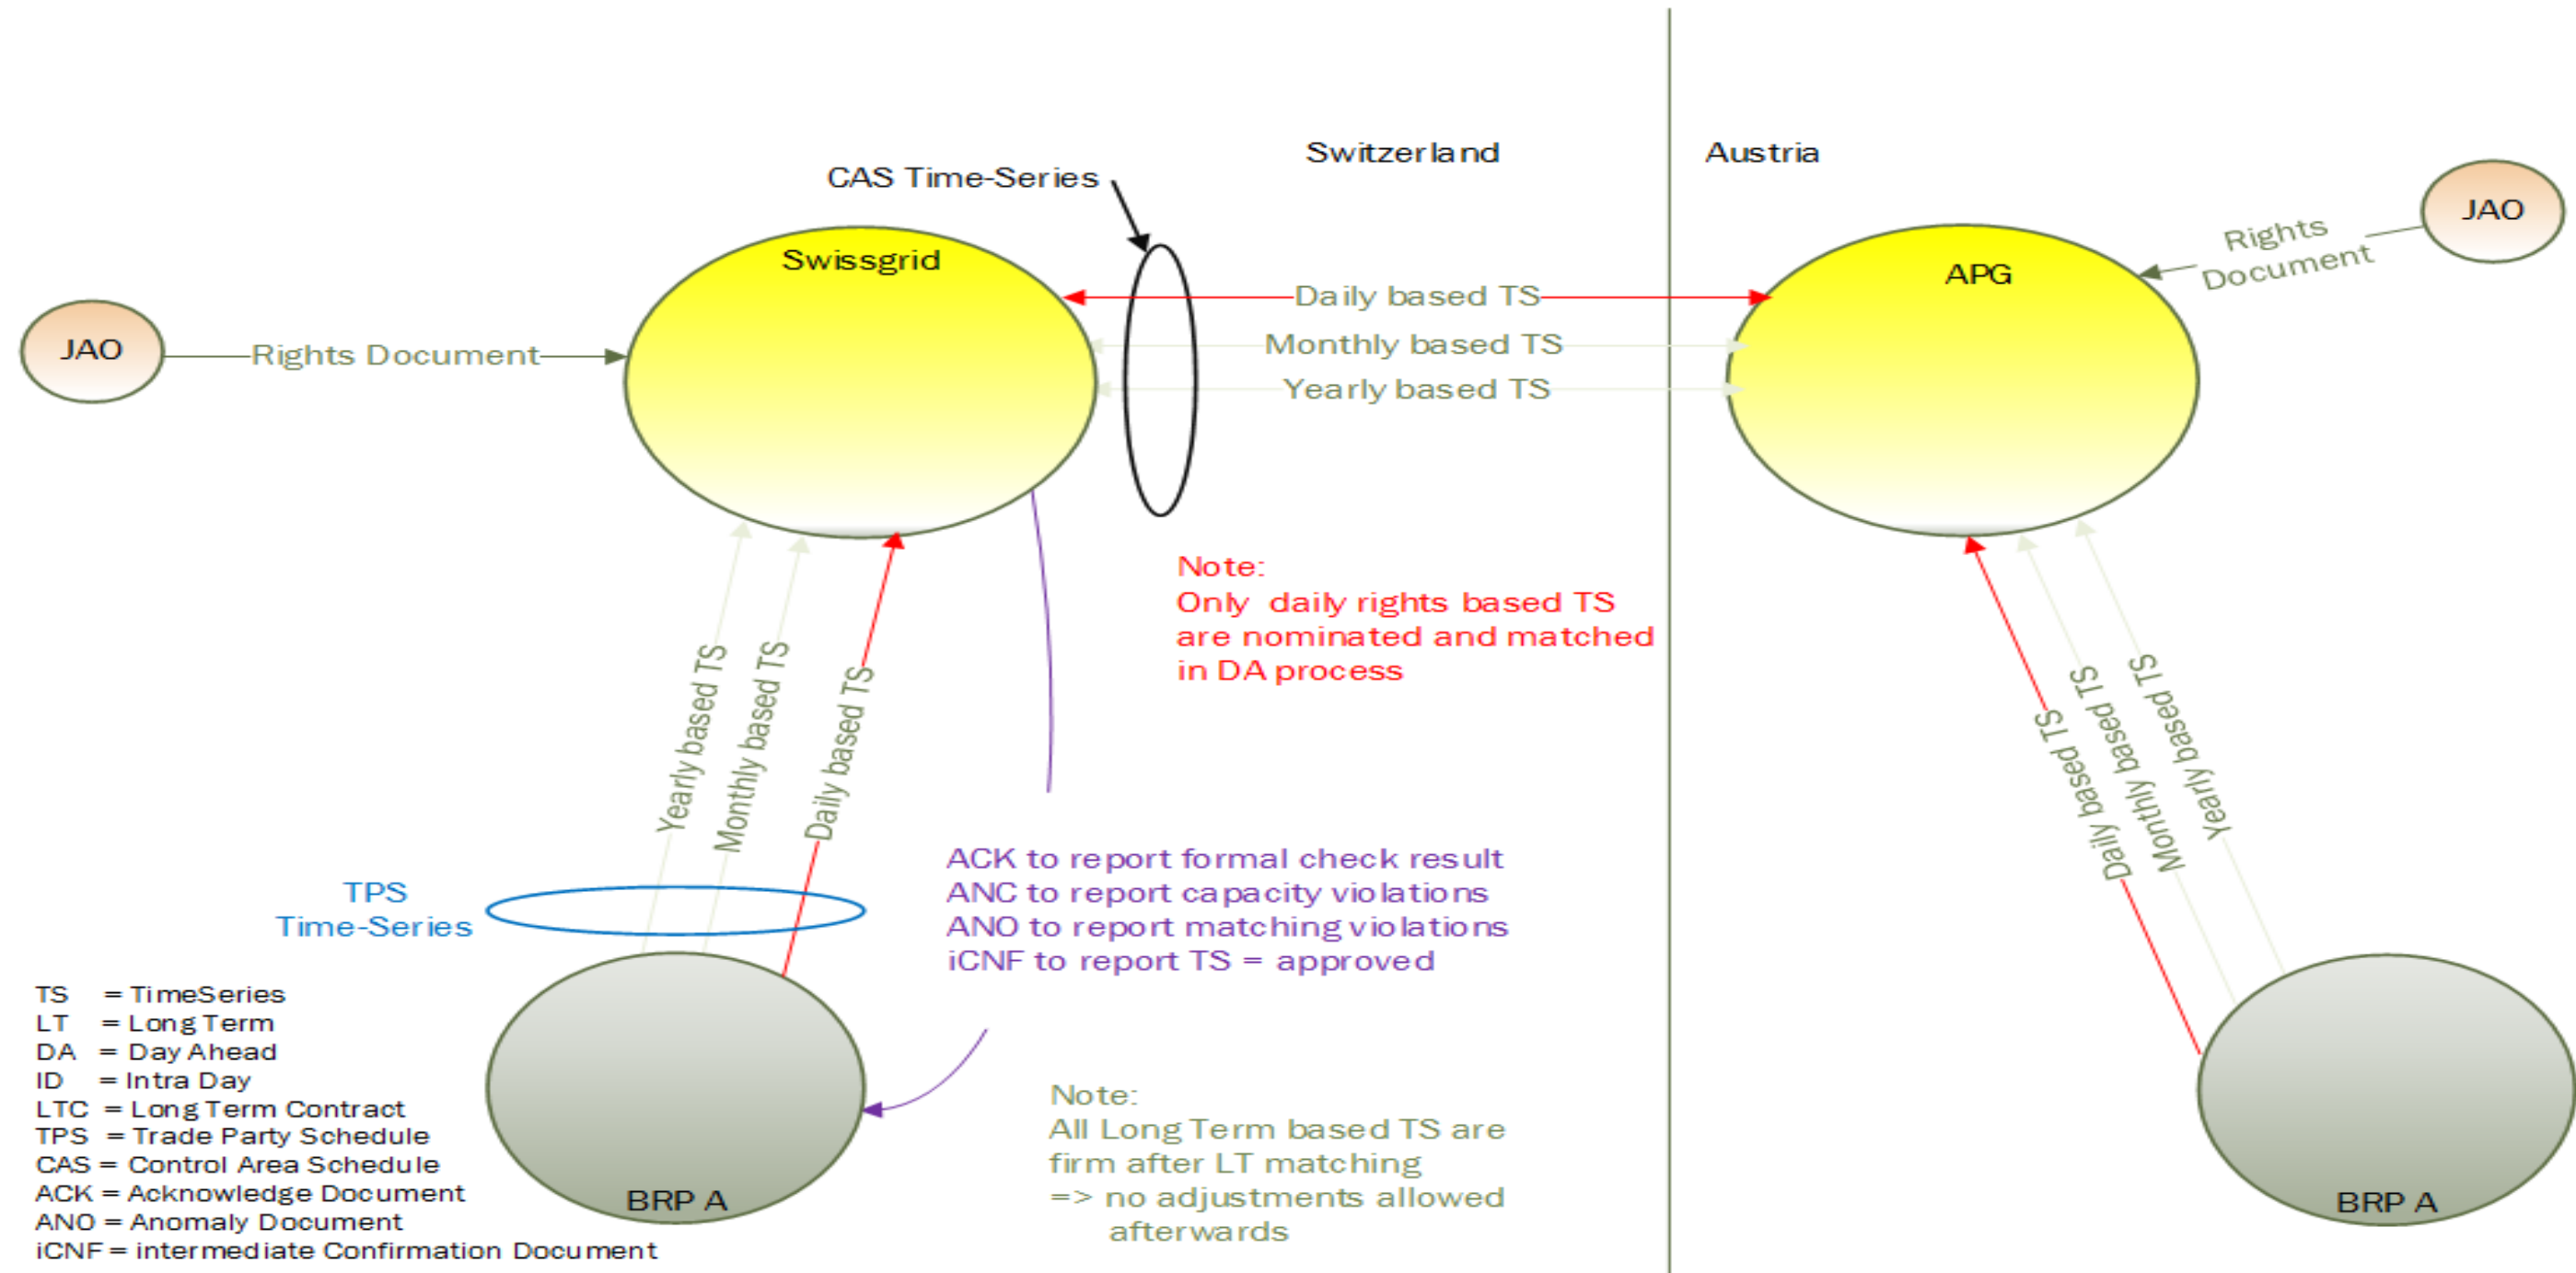 Switzerland
Austria
CAS Time-Series
JAO
Rights
Document
Swissgrid
APG
Daily based TS
Monthly based TS
Yearly based TS
JAO
Rights Document
Note:
Only daily rights based TS
are nominated and matched
in DA process
Yearly based TS
Monthly based TS
Daily based TS
Daily based TS
Monthly based TS
Yearly based TS
TPS
Time-Series
ACK to report formal check result
ANC to report capacity violations
ANO to report matching violations
iCNF to report TS = approved
TS = TimeSeries
LT = Long Term
DA = Day Ahead
ID = Intra Day
LTC = Long Term Contract
TPS = Trade Party Schedule
CAS = Control Area Schedule
ACK = Acknowledge Document
ANO = Anomaly Document
iCNF = intermediate Confirmation Document
BRP A
Note:
All Long Term based TS are
firm after LT matching
=> no adjustments allowed
afterwards
BRP A